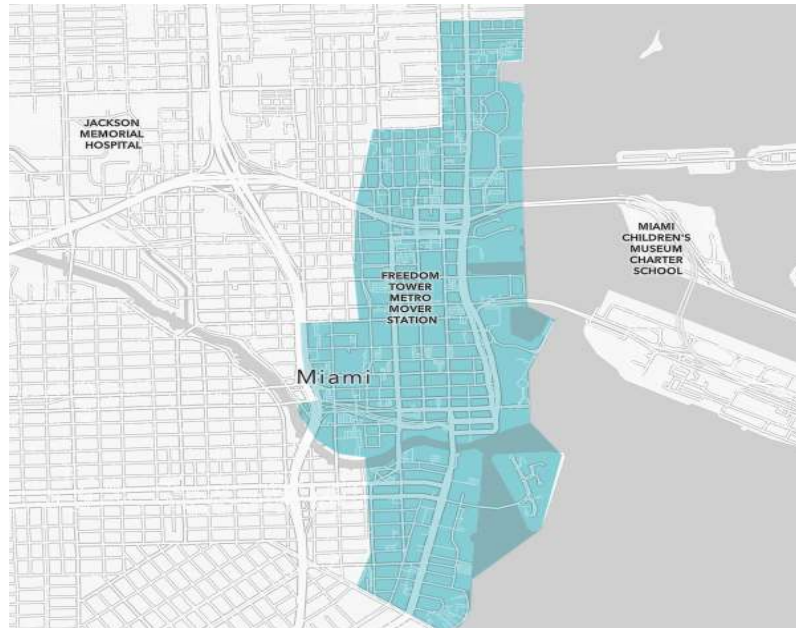 JACKSON
MEMORIAL
HOSPITAL
MIAMI
CHILDREN'S
MUSEUM
CHARTER
SCHOOL
FREEDOM
TOWER
METRO
MOVER
STATION
Miami